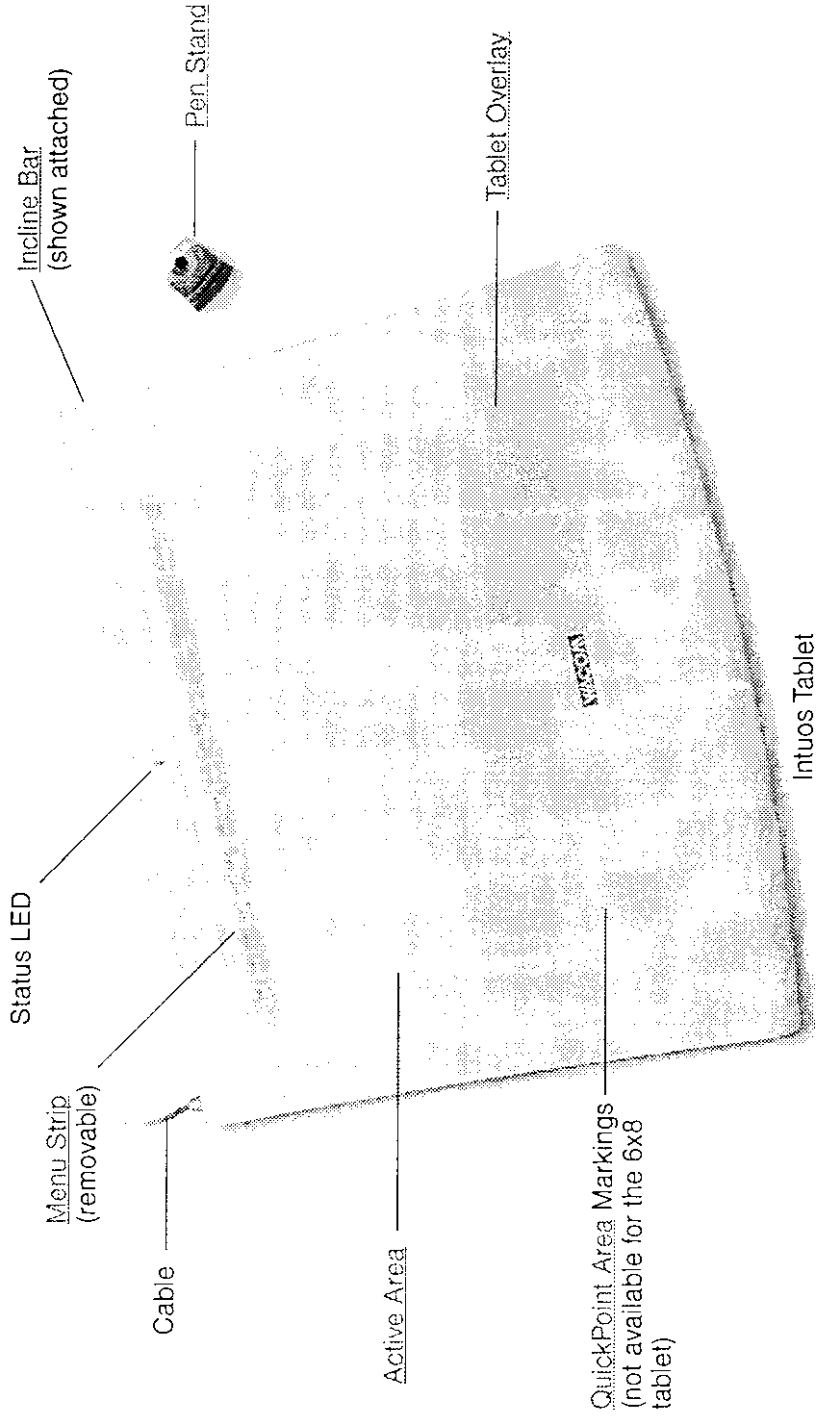 Status LED
Incline Bar
(shown attached)
Menu Strip
(removable)
Pen Stand
Cable
Active Area
Tablet Overlay
QuickPoint Area Markings
(not available for the 6x8
tablet)
Intuos Tablet